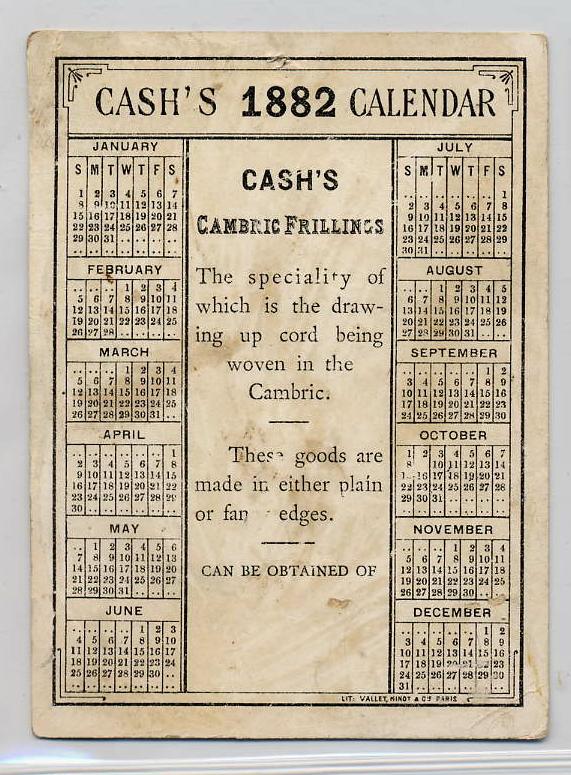 CASH'S 1882 CALENDAR
JANUARY
S M T W T F S
1 2 3 4 5 6 7
8 9 10 11 12 13 14
15 16 17 18 19 20 21
22 23 24 25 26 27 28
29 30 31 .. .. .. ..
FEBRUARY
.. .. .. 1 2 3 4
5 6 7 8 9 10 11
12 13 14 15 16 17 18
19 20 21 22 23 24 25
26 27 28 .. .. .. ..
MARCH
.. .. .. 1 2 3 4
5 6 7 8 9 10 11
12 13 14 15 16 17 18
19 20 21 22 23 24 25
26 27 28 29 30 31 ..
APRIL
.. .. .. .. .. .. 1
2 3 4 5 6 7 8
9 10 11 12 13 14 15
16 17 18 19 20 21 22
23 24 25 26 27 28 29
30 .. .. .. .. .. ..
MAY
.. 1 2 3 4 5 6
7 8 9 10 11 12 13
14 15 16 17 18 19 20
21 22 23 24 25 26 27
28 29 30 31 .. .. ..
JUNE
.. .. .. .. 1 2 3
4 5 6 7 8 9 10
11 12 13 14 15 16 17
18 19 20 21 22 23 24
25 26 27 28 29 30 ..
CASH'S
CAMBRIC FRILLINGS
The speciality of
which is the draw-
ing up cord being
woven in the
Cambric.
These goods are
made in either plain
or edges.
CAN BE OBTAINED OF
JULY
S M T W T F S
.. .. .. .. .. .. 1
2 3 4 5 6 7 8
9 10 11 12 13 14 15
16 17 18 19 20 21 22
23 24 25 26 27 28 29
30 31 .. .. .. .. ..
AUGUST
.. .. 1 2 3 4 5
6 7 8 9 10 11 12
13 14 15 16 17 18 19
20 21 22 23 24 25 26
27 28 29 30 31 .. ..
SEPTEMBER
.. .. .. .. .. 1 2
3 4 5 6 7 8 9
10 11 12 13 14 15 16
17 18 19 20 21 22 23
24 25 26 27 28 29 30
OCTOBER
1 2 3 4 5 6 7
8 10 11 12 13 14
16 17 18 19 20 21
22 23 24 25 26 27 28
29 30 31 .. .. .. ..
NOVEMBER
.. .. .. 1 2 3 4
5 6 7 8 9 10 11
12 13 14 15 16 17 18
19 20 21 22 23 24 25
26 27 28 29 30 .. ..
DECEMBER
.. .. .. .. .. 1 2
3 4 5 6 7 8 9
10 11 12 13 14 15 16
17 18 19 20 21 22 23
24 25 26 27 28 29 30
31 .. .. .. .. .. ..
LIT: VALLET, MINOT & Co PARIS